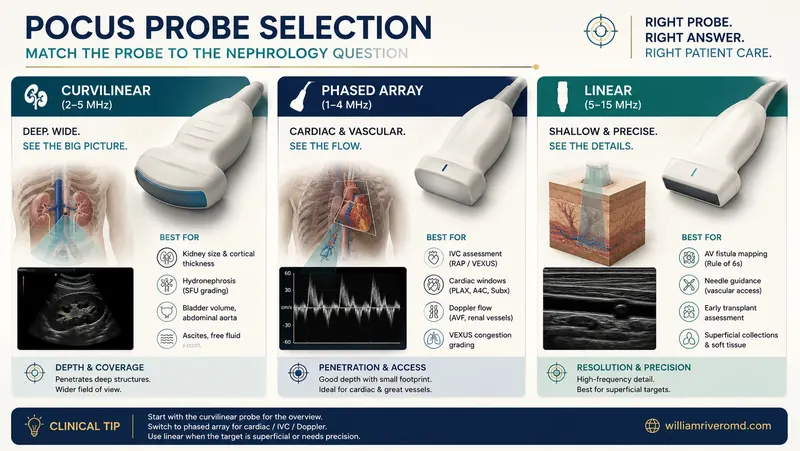 POCUS PROBE SELECTION
MATCH THE PROBE TO THE NEPHROLOGY QUESTION
RIGHT PROBE.
RIGHT ANSWER.
RIGHT PATIENT CARE.
CURVILINEAR
(2–5 MHz)
DEEP. WIDE.
SEE THE BIG PICTURE.
BEST FOR
Kidney size & cortical
thickness
Hydronephrosis
(SFU grading)
Bladder volume,
abdominal aorta
Ascites, free fluid
DEPTH & COVERAGE
Penetrates deep structures.
Wider field of view.
PHASED ARRAY
(1–4 MHz)
CARDIAC & VASCULAR.
SEE THE FLOW.
60
30
cm/s
-30
-60
BEST FOR
IVC assessment
(RAP / VEXUS)
Cardiac windows
(PLAX, A4C, Subx)
Doppler flow
(AVF, renal vessels)
VEXUS congestion
grading
PENETRATION & ACCESS
Good depth with small footprint.
Ideal for cardiac & great vessels.
LINEAR
(5–15 MHz)
SHALLOW & PRECISE.
SEE THE DETAILS.
BEST FOR
AV fistula mapping
(Rule of 6s)
Needle guidance
(vascular access)
Early transplant
assessment
Superficial collections
& soft tissue
RESOLUTION & PRECISION
High-frequency detail.
Best for superficial targets.
CLINICAL TIP
Start with the curvilinear probe for the overview.
Switch to phased array for cardiac / IVC / Doppler.
Use linear when the target is superficial or needs precision.
williamriveromd.com